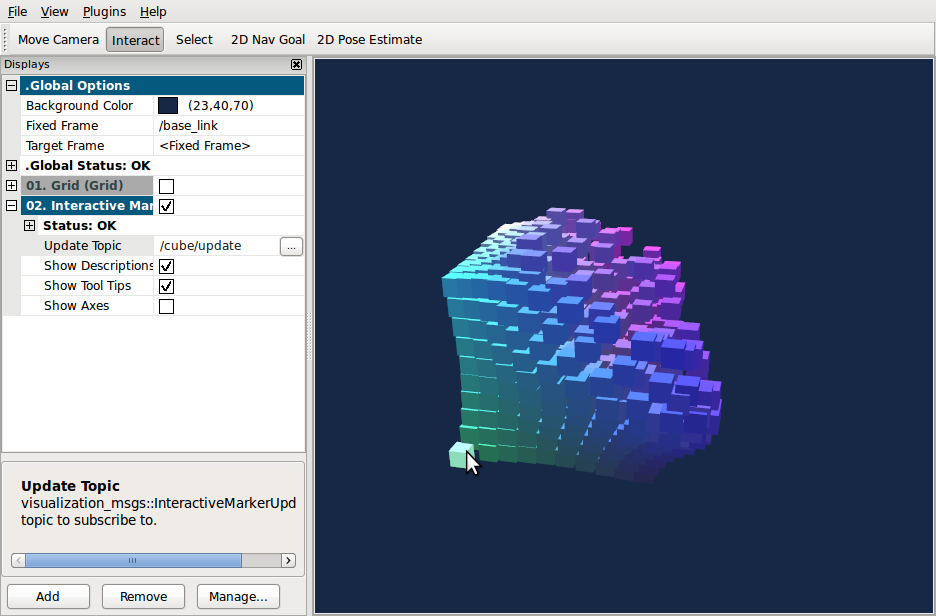 File View Plugins Help
Move Camera Interact Select 2D Nav Goal 2D Pose Estimate
Displays
.Global Options
Background Color (23,40,70)
Fixed Frame /base_link
Target Frame <Fixed Frame>
.Global Status: OK
01. Grid (Grid)
02. Interactive Mar
Status: OK
Update Topic /cube/update ...
Show Descriptions
Show Tool Tips
Show Axes
Update Topic
visualization_msgs::InteractiveMarkerUpd
topic to subscribe to.
Add Remove Manage...